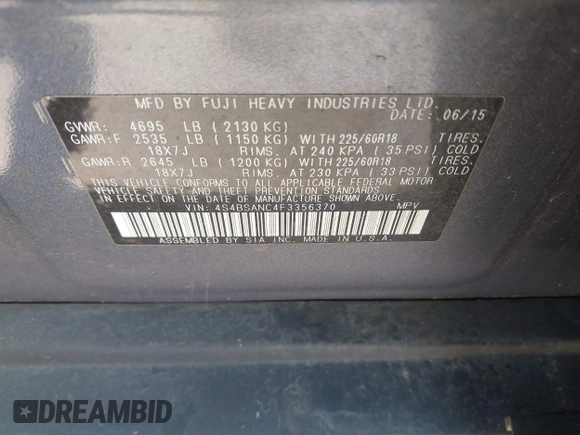 MFD BY FUJI HEAVY INDUSTRIES LTD.
DATE: 06/15
GVWR: 4695 LB ( 2130 KG)
GAWR:F 2535 LB ( 1150 KG) WITH 225/60R18 TIRES.
18X7J RIMS. AT 240 KPA ( 35 PSI) COLD
GAWR:R 2645 LB ( 1200 KG) WITH 225/60R18 TIRES.
18X7J RIMS. AT 230 KPA ( 33 PSI) COLD
THIS VEHICLE CONFORMS TO ALL APPLICABLE FEDERAL MOTOR
VEHICLE SAFETY AND THEFT PREVENTION STANDARDS
IN EFFECT ON THE DATE OF MANUFACTURE SHOWN ABOVE.
VIN: 4S4BSANC4F3356370 MPV
ASSEMBLED BY SIA INC. MADE IN U.S.A.
DREAMBID